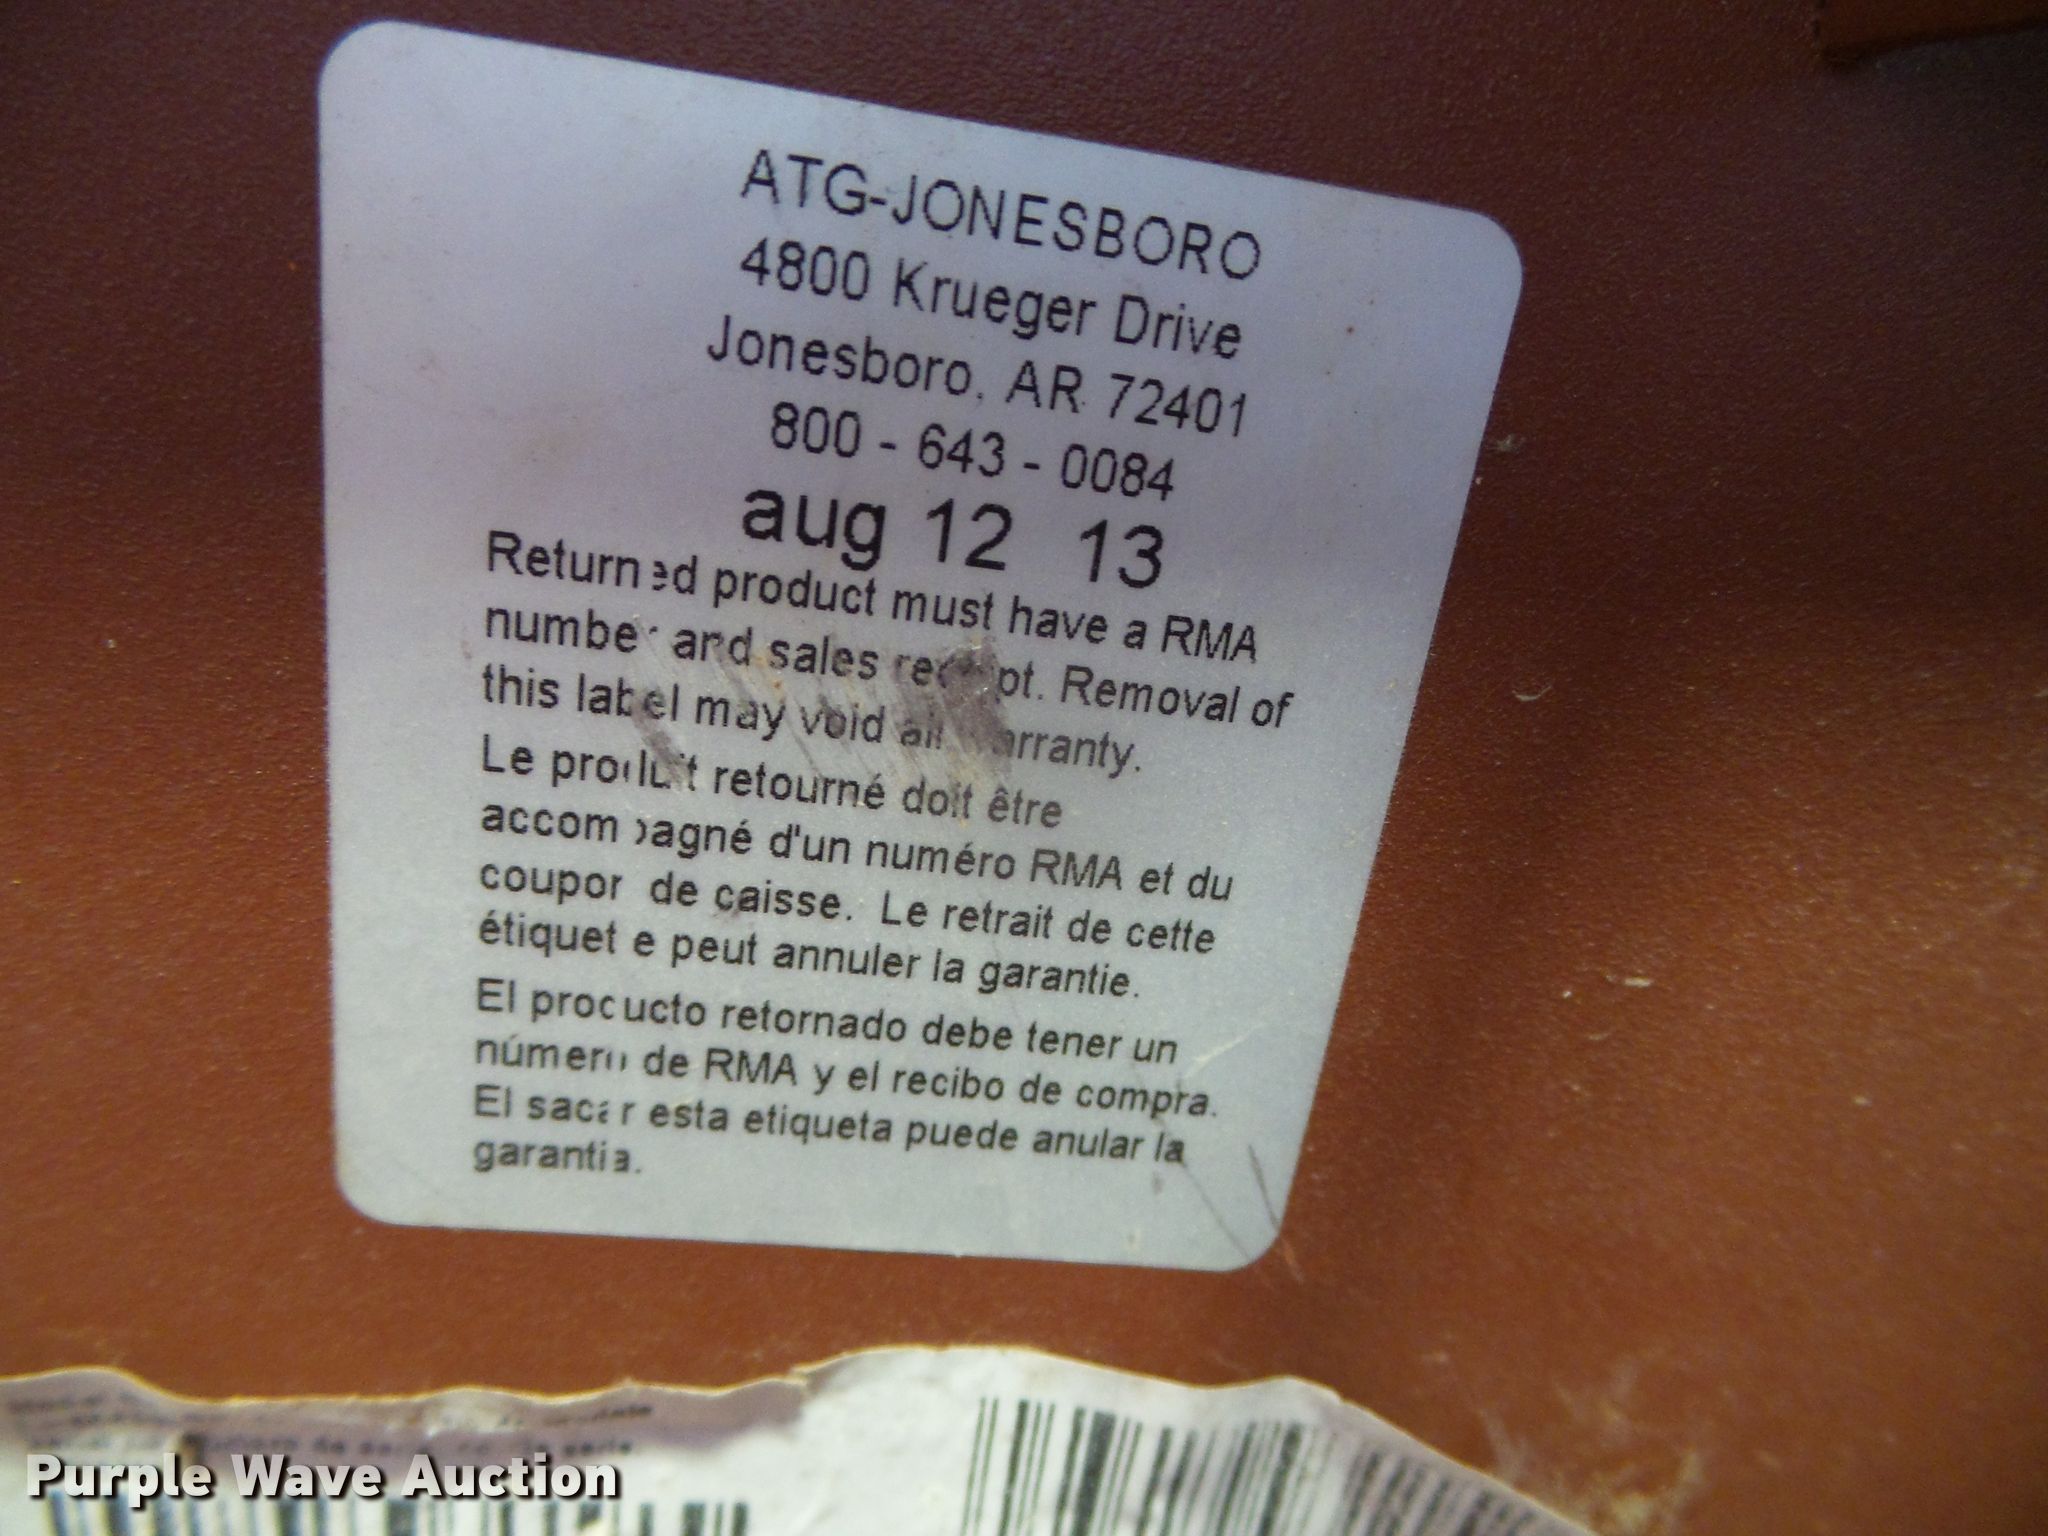 ATG-JONESBORO
4800 Krueger Drive
Jonesboro, AR 72401
800 - 643 - 0084
aug 12 13
Returned product must have a RMA
number and sales receipt. Removal of
this label may void all warranty.
Le produit retourné doit être
accompagné d'un numéro RMA et du
coupon de caisse. Le retrait de cette
étiquette peut annuler la garantie.
El producto retornado debe tener un
número de RMA y el recibo de compra.
El sacar esta etiqueta puede anular la
garantia.
Purple Wave Auction